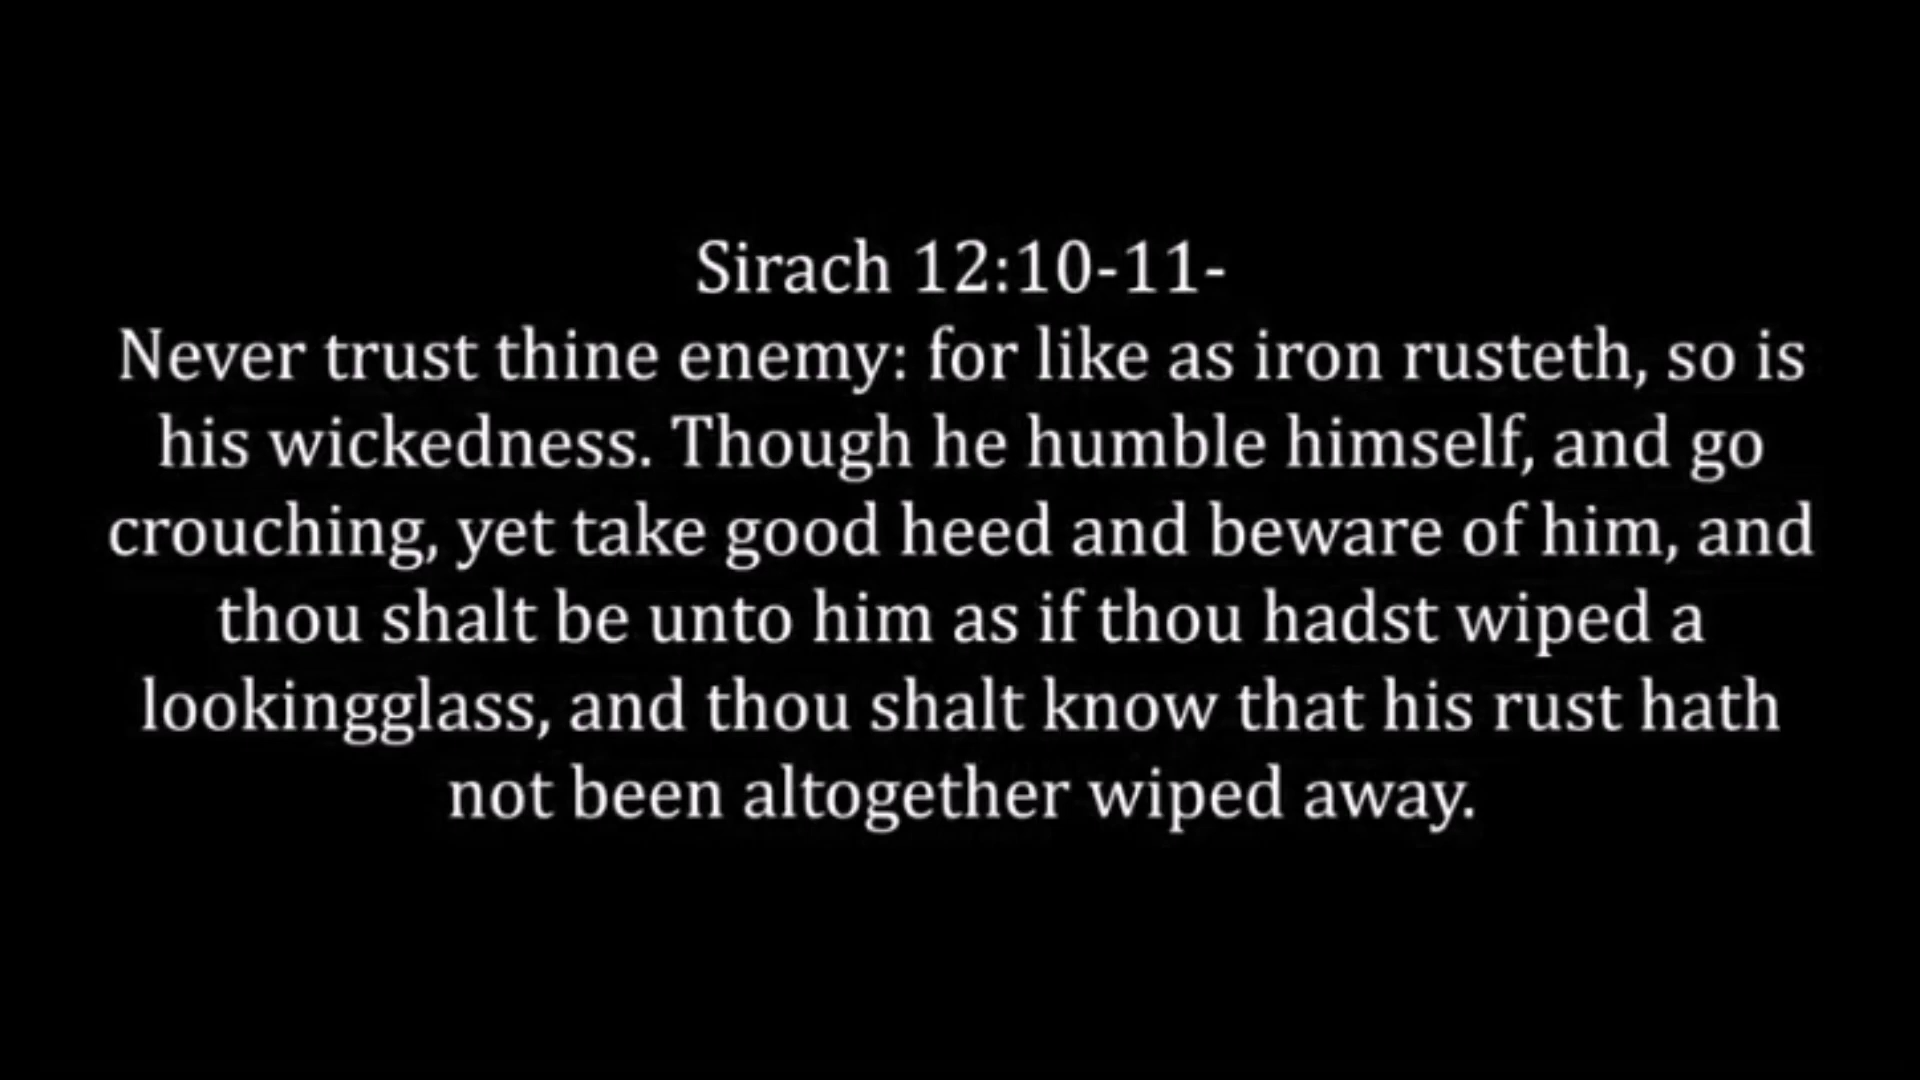 Sirach 12:10-11-
Never trust thine enemy: for like as iron rusteth, so is
his wickedness. Though he humble himself, and go
crouching, yet take good heed and beware of him, and
thou shalt be unto him as if thou hadst wiped a
lookingglass, and thou shalt know that his rust hath
not been altogether wiped away.